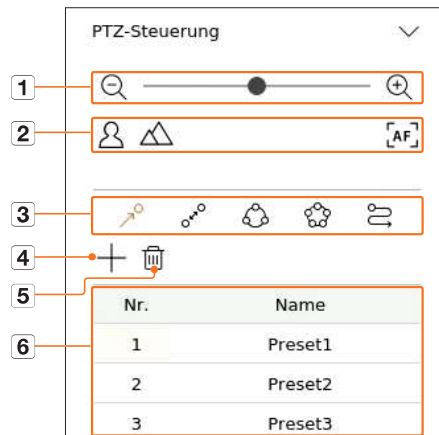 PTZ-Steuerung
1
2
AF
3
4
5
6
Nr. Name
1 Preset1
2 Preset2
3 Preset3